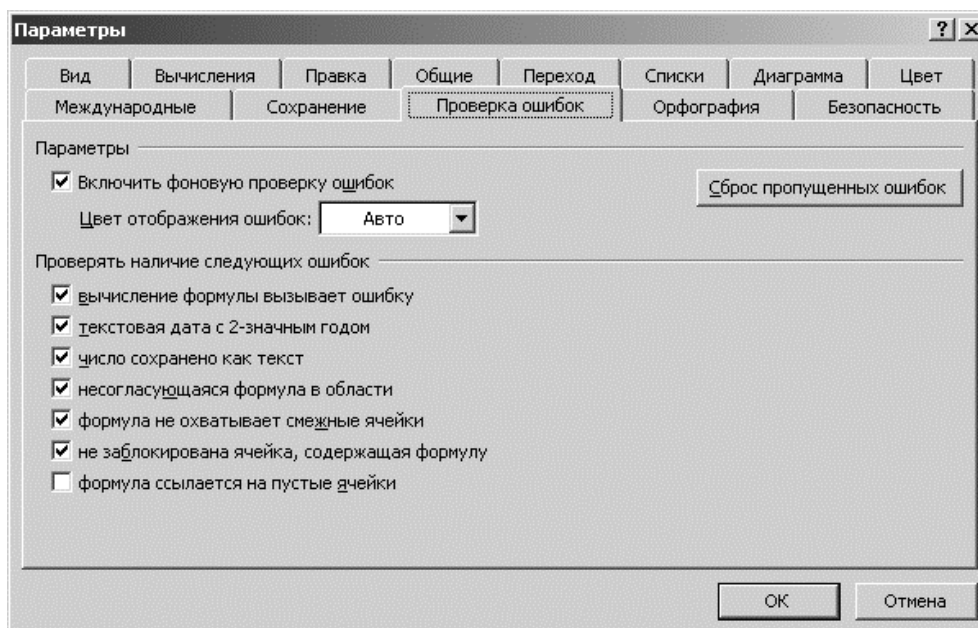 Параметры
Вид Вычисления Правка Общие Переход Списки Диаграмма Цвет
Международные Сохранение Проверка ошибок Орфография Безопасность
Параметры
Включить фоновую проверку ошибок
Сброс пропущенных ошибок
Цвет отображения ошибок: Авто
Проверять наличие следующих ошибок
вычисление формулы вызывает ошибку
текстовая дата с 2-значным годом
число сохранено как текст
несогласующаяся формула в области
формула не охватывает смежные ячейки
не заблокирована ячейка, содержащая формулу
формула ссылается на пустые ячейки
ОК Отмена